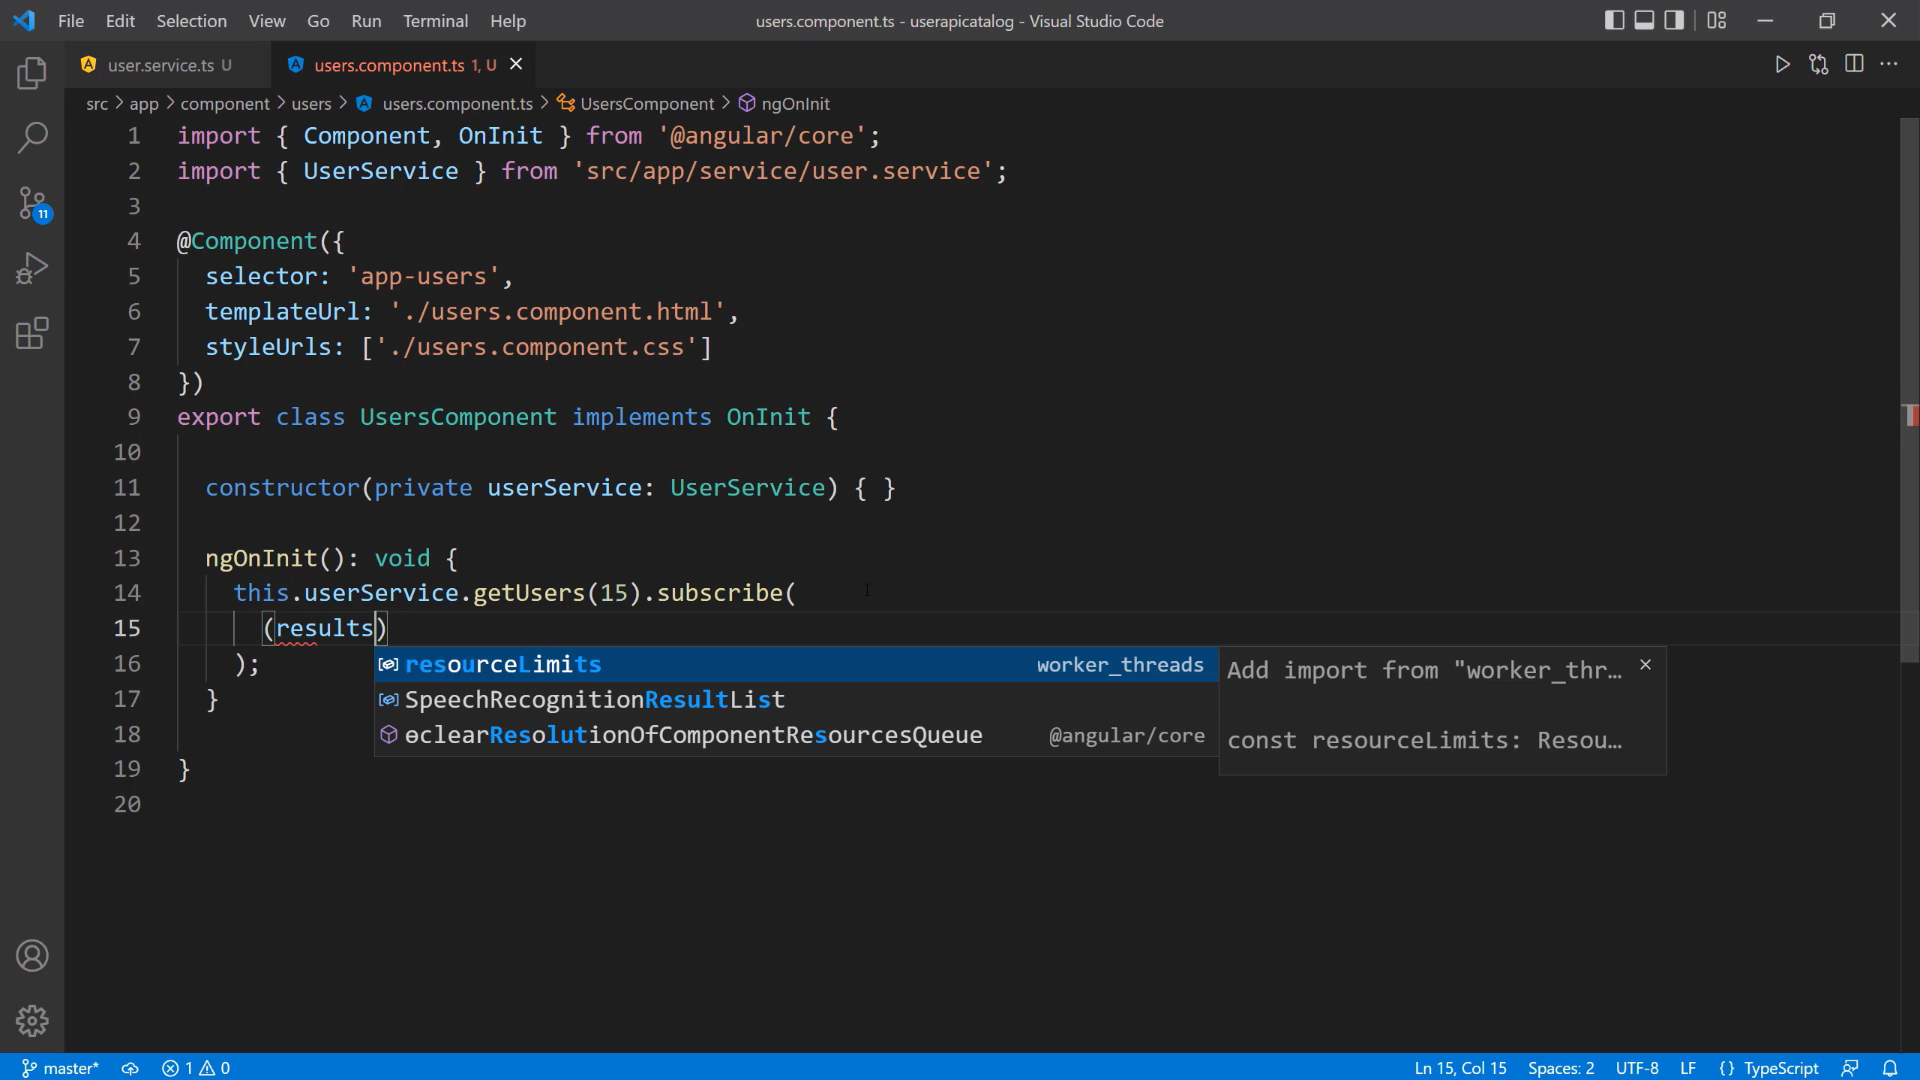 File Edit Selection View Go Run Terminal Help users.component.ts - userapicatalog - Visual Studio Code
user.service.ts U users.component.ts 1, U
src > app > component > users > users.component.ts > UsersComponent > ngOnInit
1 import { Component, OnInit } from '@angular/core';
2 import { UserService } from 'src/app/service/user.service';
3
4 @Component({
5 selector: 'app-users',
6 templateUrl: './users.component.html',
7 styleUrls: ['./users.component.css']
8 })
9 export class UsersComponent implements OnInit {
10
11 constructor(private userService: UserService) { }
12
13 ngOnInit(): void {
14 this.userService.getUsers(15).subscribe(
15 (results)
16 );
resourceLimits worker_threads Add import from "worker_thr...
17 }
SpeechRecognitionResultList
18
ɵclearResolutionOfComponentResourcesQueue @angular/core const resourceLimits: Resou...
19 }
20
11
master* 1 0 Ln 15, Col 15 Spaces: 2 UTF-8 LF {} TypeScript